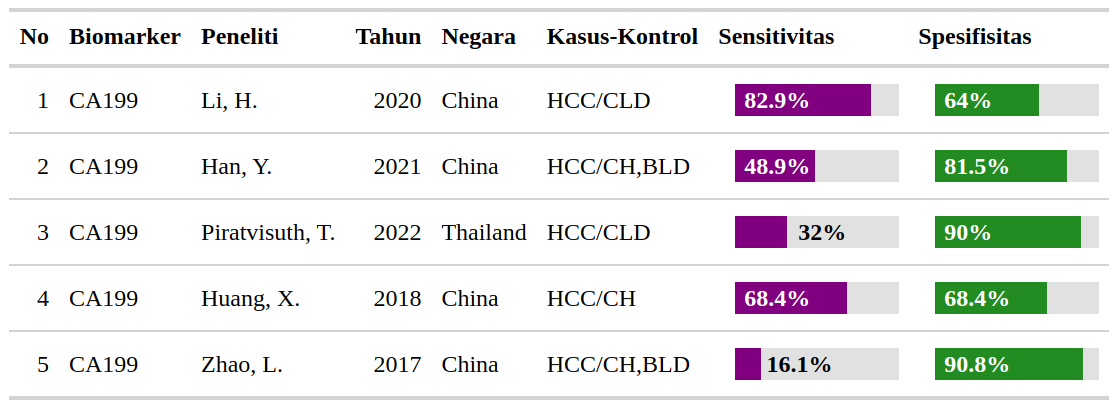 No Biomarker Peneliti Tahun Negara Kasus-Kontrol Sensitivitas Spesifisitas
1 CA199 Li, H. 2020 China HCC/CLD 82.9% 64%
2 CA199 Han, Y. 2021 China HCC/CH,BLD 48.9% 81.5%
3 CA199 Piratvisuth, T. 2022 Thailand HCC/CLD 32% 90%
4 CA199 Huang, X. 2018 China HCC/CH 68.4% 68.4%
5 CA199 Zhao, L. 2017 China HCC/CH,BLD 16.1% 90.8%